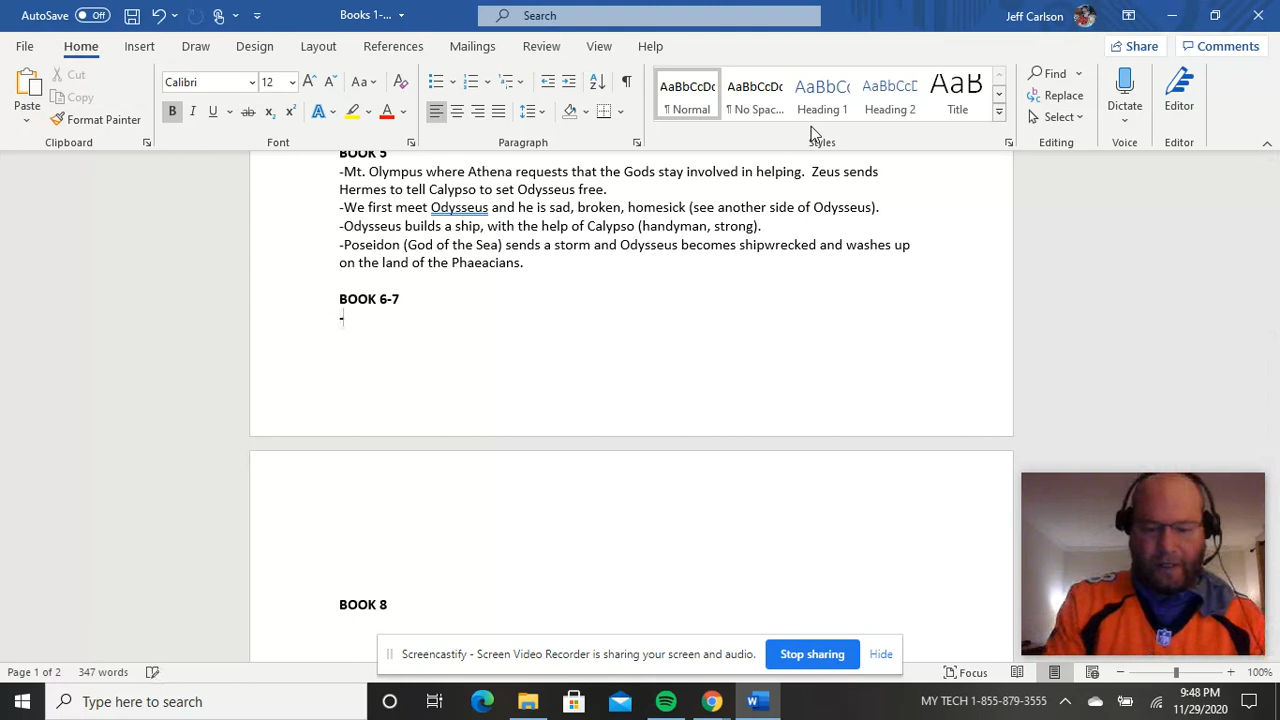 AutoSave Off Books 1-... Search Jeff Carlson
File Home Insert Draw Design Layout References Mailings Review View Help Share Comments
Paste Cut Copy Format Painter Clipboard
Calibri 12 Aa A B I U ab x₂ x² A A Font
Paragraph
AaBbCcDc AaBbCcDc AaBbCc AaBbCcE AaB
¶ Normal ¶ No Spac... Heading 1 Heading 2 Title
Styles
Find Replace Select Editing
Dictate Voice
Editor Editor
BOOK 5
-Mt. Olympus where Athena requests that the Gods stay involved in helping.  Zeus sends
Hermes to tell Calypso to set Odysseus free.
-We first meet Odysseus and he is sad, broken, homesick (see another side of Odysseus).
-Odysseus builds a ship, with the help of Calypso (handyman, strong).
-Poseidon (God of the Sea) sends a storm and Odysseus becomes shipwrecked and washes up
on the land of the Phaeacians.
BOOK 6-7
-
BOOK 8
Screencastify - Screen Video Recorder is sharing your screen and audio. Stop sharing Hide
Page 1 of 2 347 words Focus 100%
Type here to search MY TECH 1-855-879-3555 9:48 PM
11/29/2020